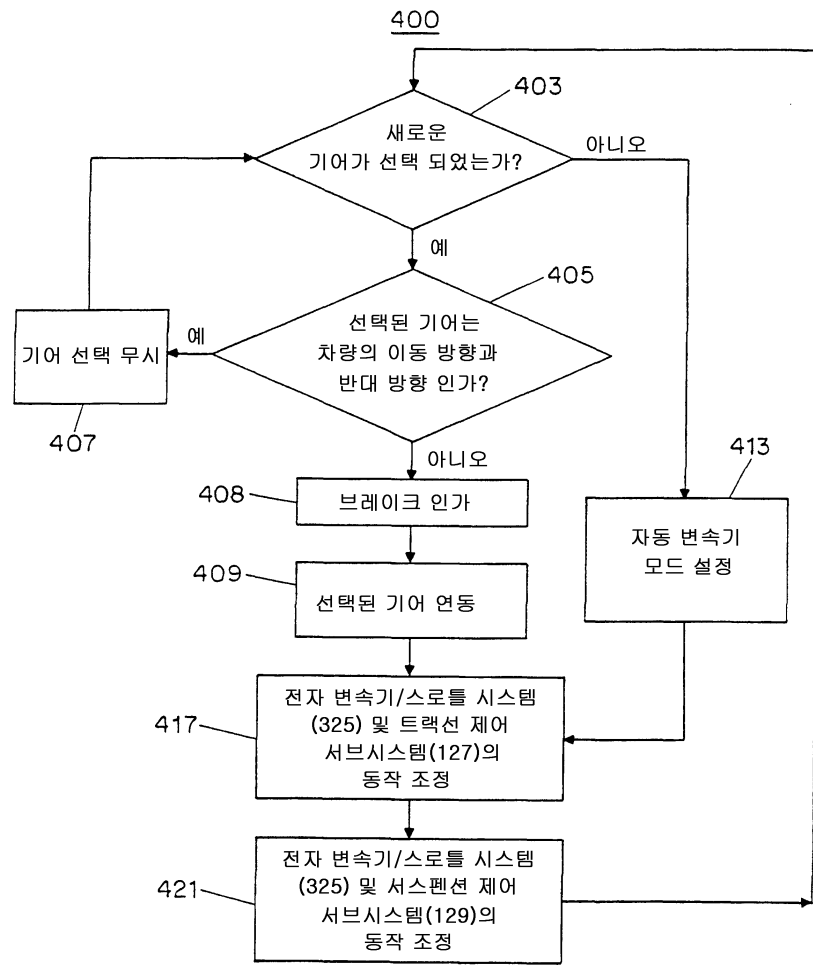 400
403
새로운
기어가 선택 되었는가?
아니오
예
405
선택된 기어는
차량의 이동 방향과
반대 방향 인가?
예
기어 선택 무시
407
아니오
408
브레이크 인가
413
자동 변속기
모드 설정
409
선택된 기어 연동
417
전자 변속기/스로틀 시스템
(325) 및 트랙선 제어
서브시스템(127)의
동작 조정
421
전자 변속기/스로틀 시스템
(325) 및 서스펜션 제어
서브시스템(129)의
동작 조정